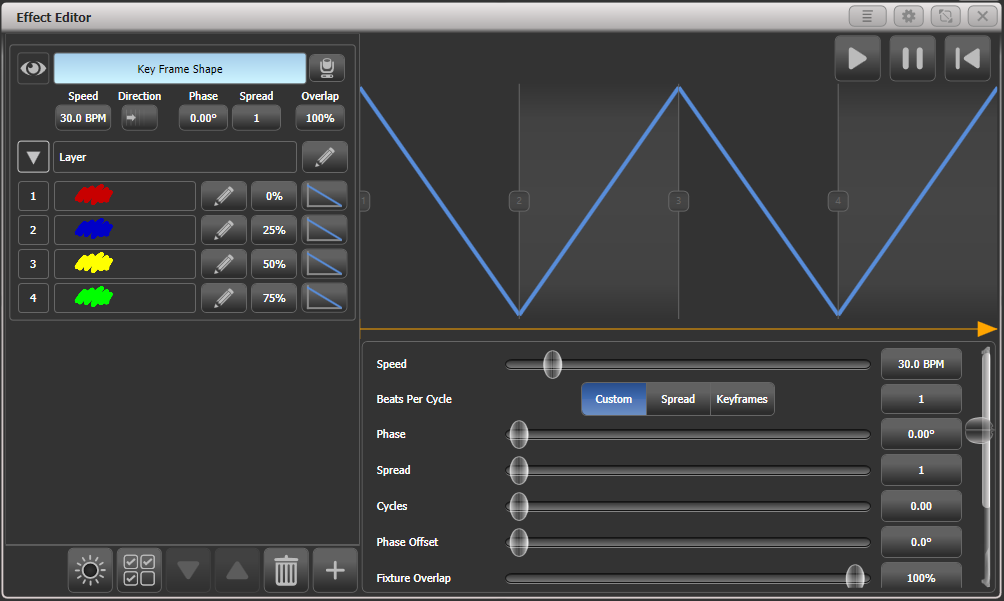 Effect Editor
Key Frame Shape
Speed Direction Phase Spread Overlap
30.0 BPM 0.00° 1 100%
Layer
1 0%
2 25%
3 50%
4 75%
1 2 3 4
Speed 30.0 BPM
Beats Per Cycle Custom Spread Keyframes 1
Phase 0.00°
Spread 1
Cycles 0.00
Phase Offset 0.0°
Fixture Overlap 100%